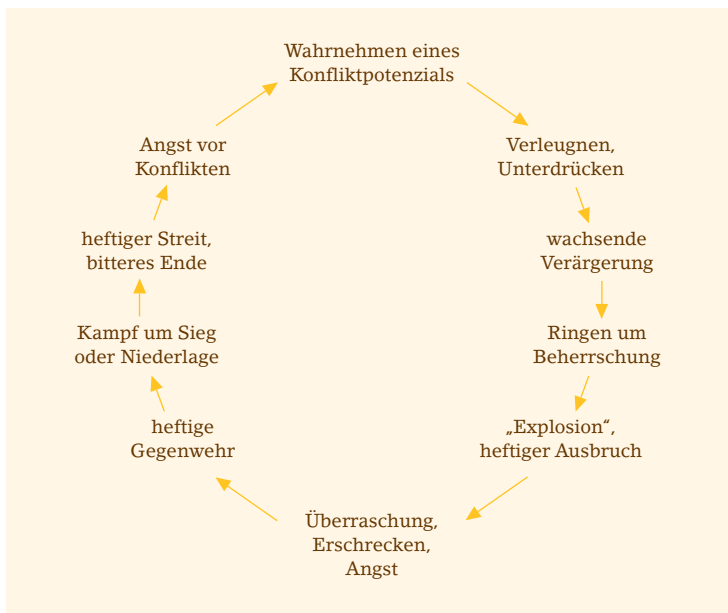 Wahrnehmen eines
Konfliktpotenzials
Verleugnen,
Unterdrücken
wachsende
Verärgerung
Ringen um
Beherrschung
„Explosion“,
heftiger Ausbruch
Überraschung,
Erschrecken,
Angst
heftige
Gegenwehr
Kampf um Sieg
oder Niederlage
heftiger Streit,
bitteres Ende
Angst vor
Konflikten